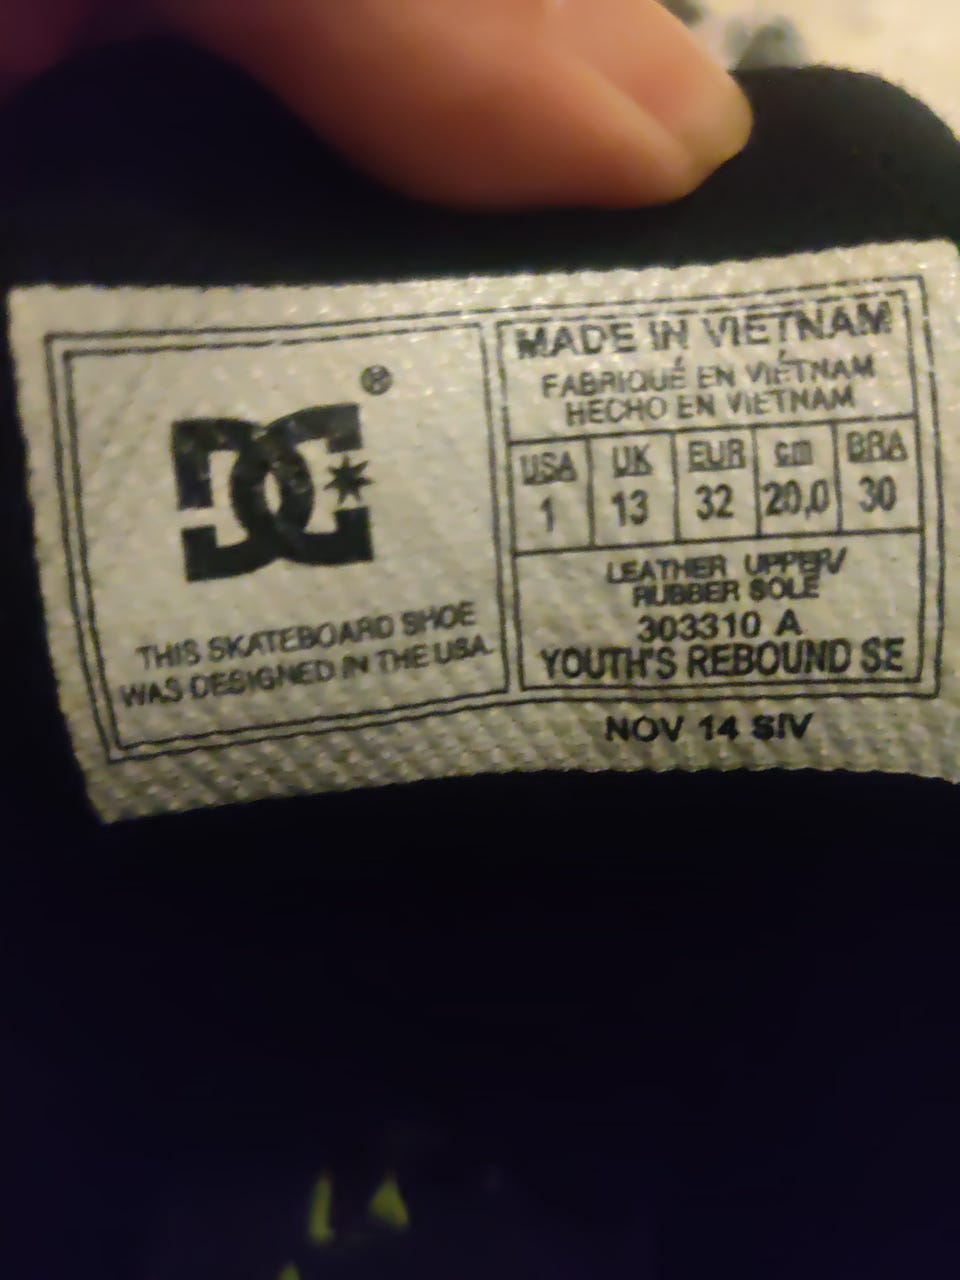 DC®
THIS SKATEBOARD SHOE
WAS DESIGNED IN THE USA.
MADE IN VIETNAM
FABRIQUÉ EN VIÉTNAM
HECHO EN VIETNAM
USA UK EUR cm BRA
1 13 32 20,0 30
LEATHER UPPER/
RUBBER SOLE
303310 A
YOUTH'S REBOUND SE
NOV 14 SIV